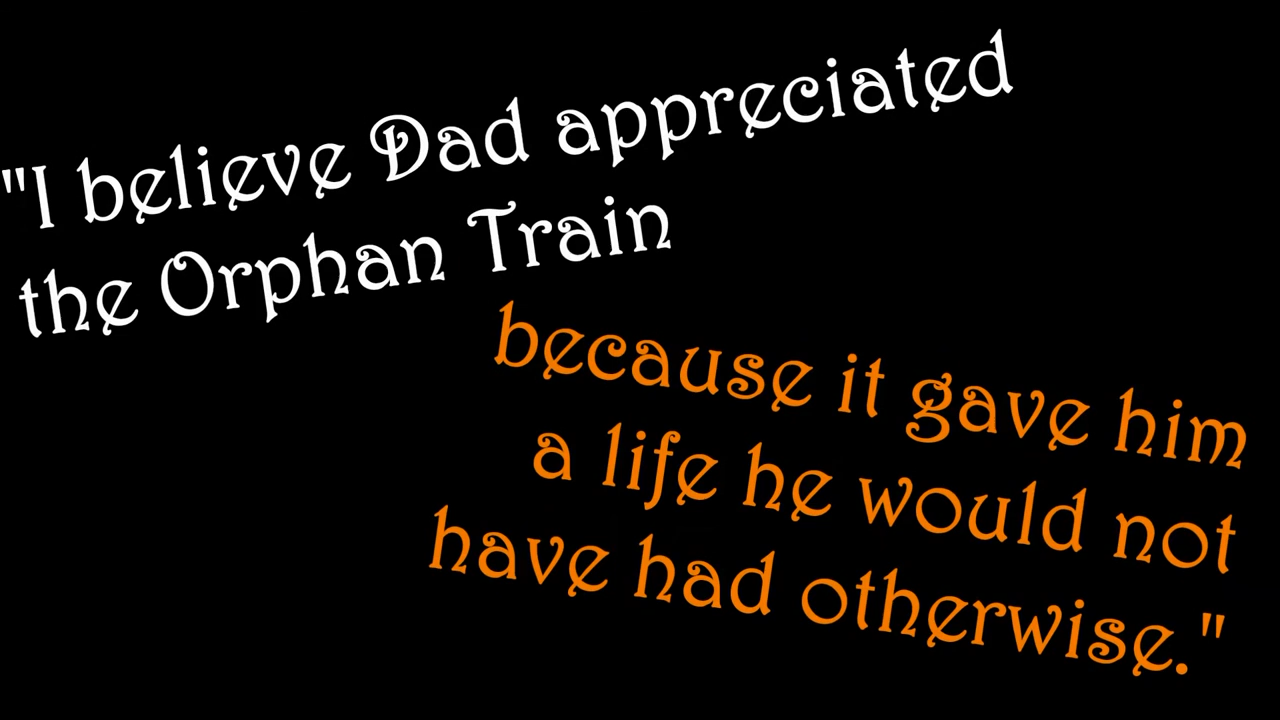 "I believe Dad appreciated
the Orphan Train
because it gave him
a life he would not
have had otherwise."